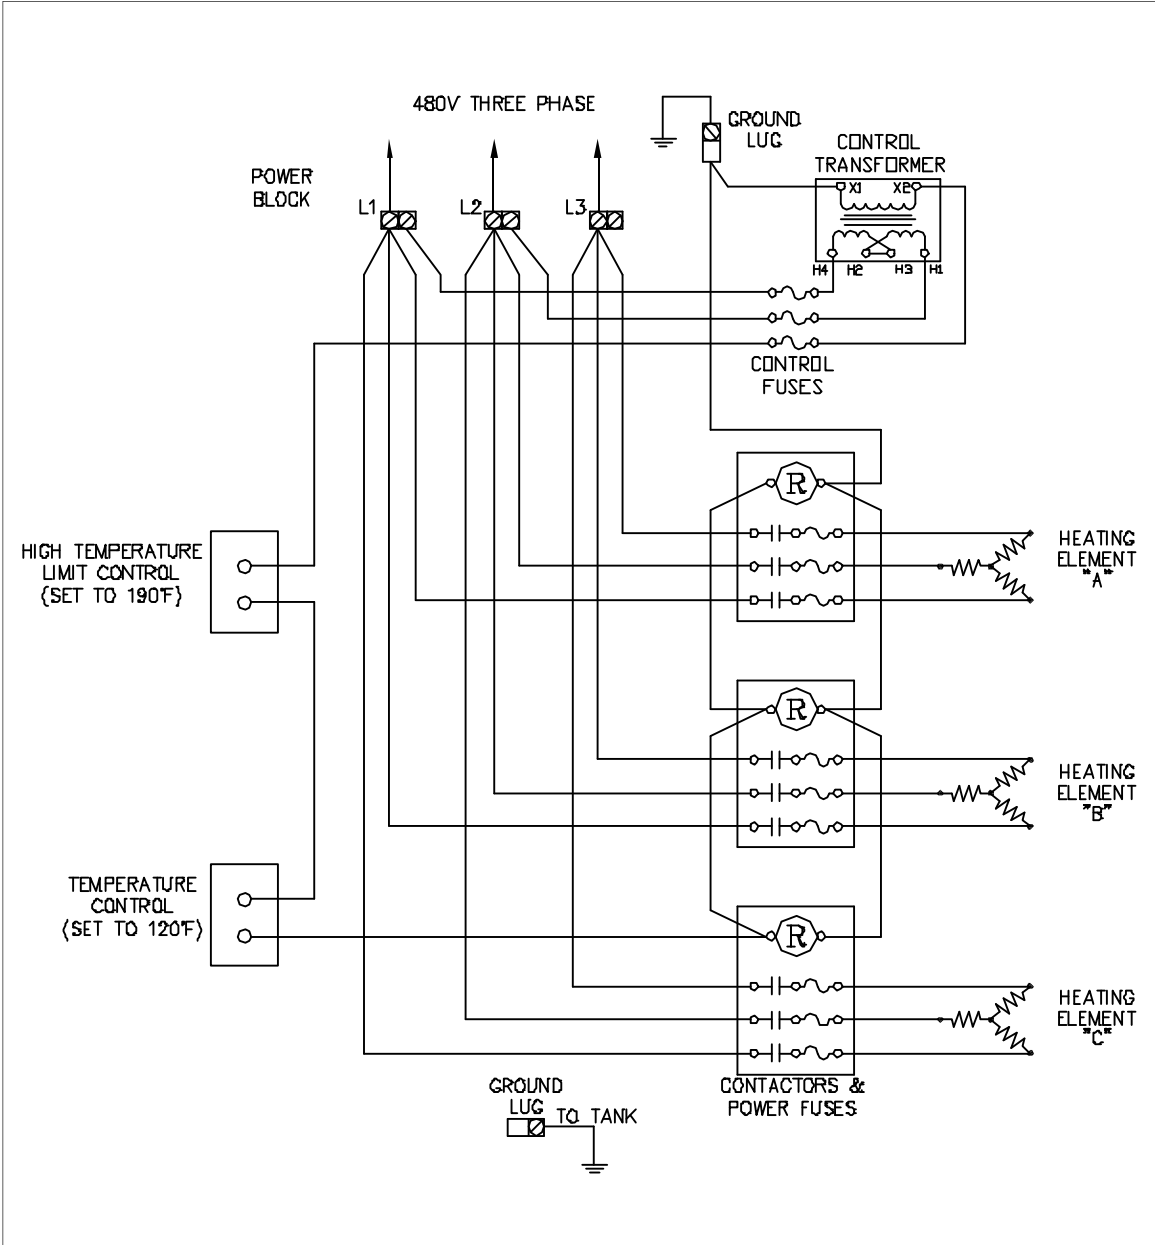 480V THREE PHASE
GROUND
LUG
CONTROL
TRANSFORMER
POWER
BLOCK
L1
L2
L3
X1
X2
H4
H2
H3
H1
CONTROL
FUSES
R
HIGH TEMPERATURE
LIMIT CONTROL
(SET TO 190°F)
HEATING
ELEMENT
"A"
R
HEATING
ELEMENT
"B"
TEMPERATURE
CONTROL
(SET TO 120°F)
R
HEATING
ELEMENT
"C"
CONTACTORS &
POWER FUSES
GROUND
LUG
TO TANK